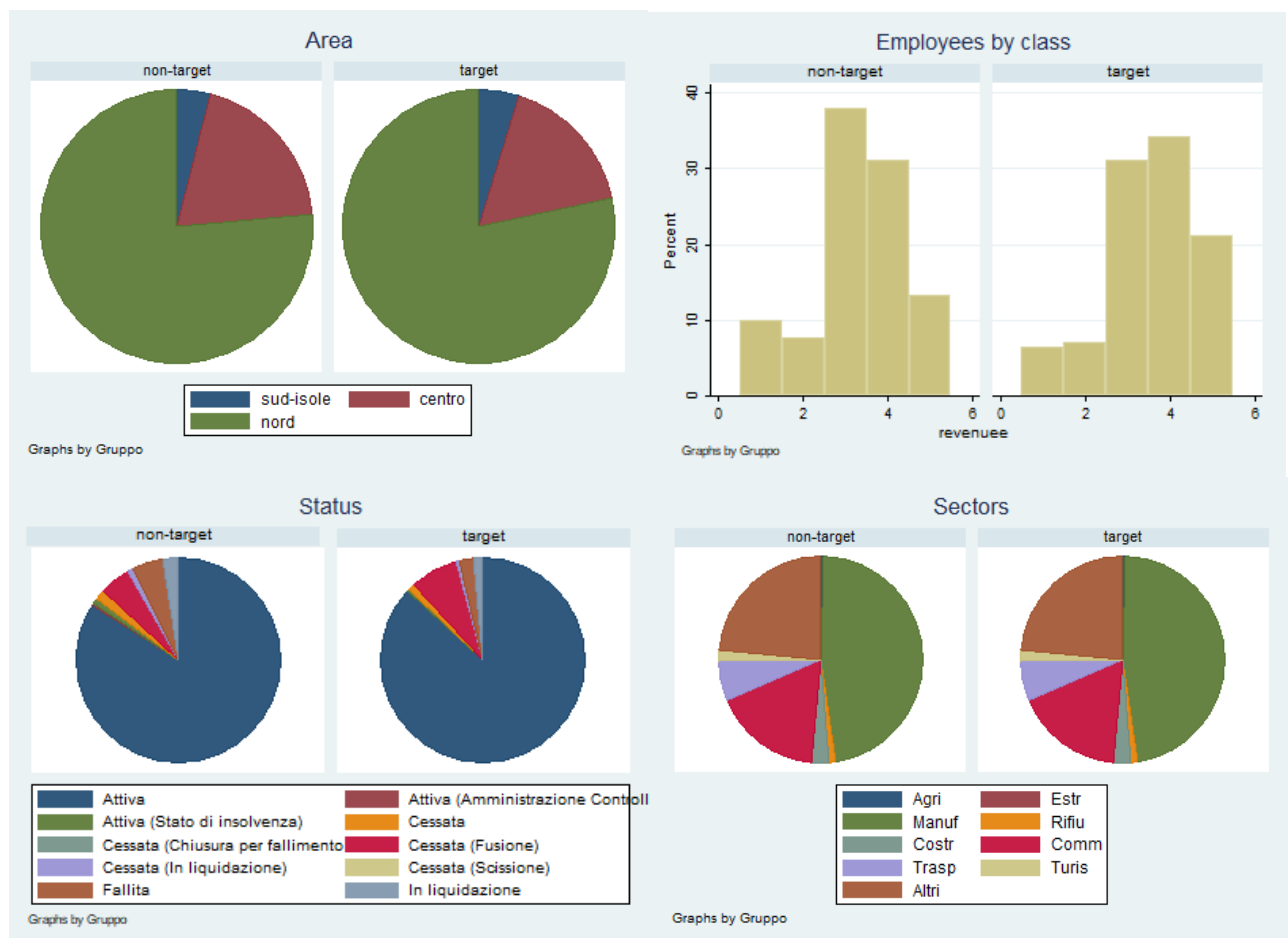 Area
non-target
target
sud-isole
centro
nord
Graphs by Gruppo
Employees by class
non-target
target
Percent
40
30
20
10
0
0 2 4 6 0 2 4 6
revenuee
Graphs by Gruppo
Status
non-target
target
Attiva
Attiva (Amministrazione Controll
Attiva (Stato di insolvenza)
Cessata
Cessata (Chiusura per fallimento
Cessata (Fusione)
Cessata (In liquidazione)
Cessata (Scissione)
Fallita
In liquidazione
Graphs by Gruppo
Sectors
non-target
target
Agri
Estr
Manuf
Rifiu
Costr
Comm
Trasp
Turis
Altri
Graphs by Gruppo